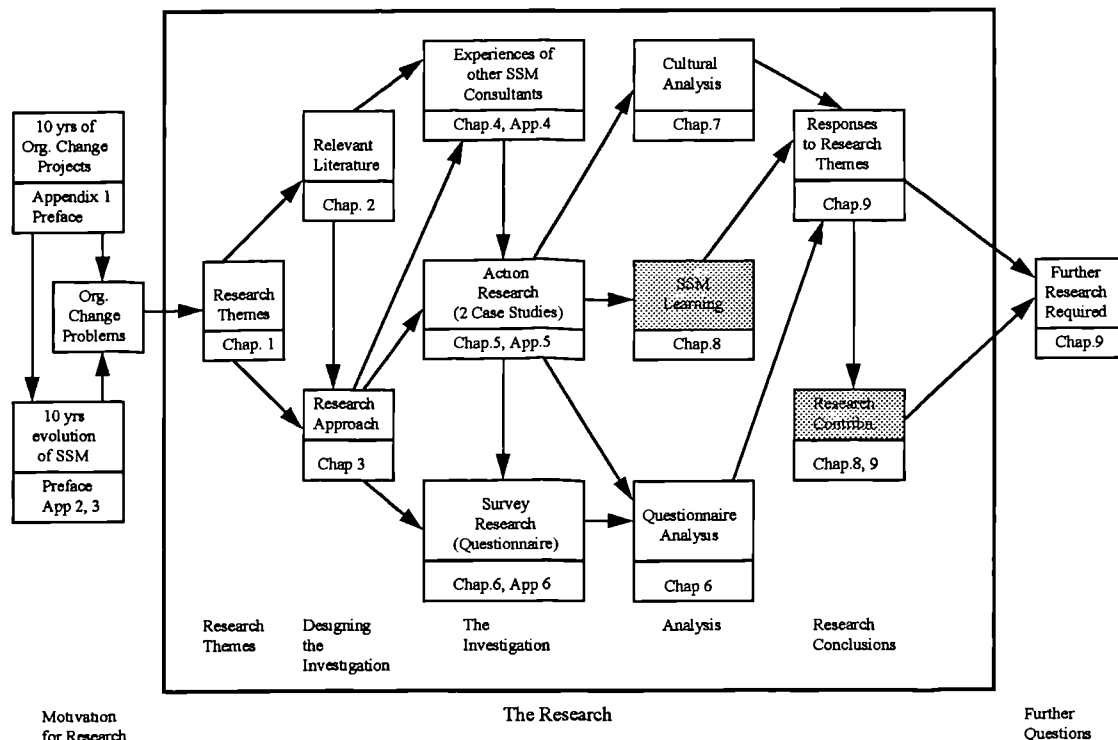 10 yrs of
Org. Change
Projects
Appendix 1
Preface
Org.
Change
Problems
10 yrs
evolution
of SSM
Preface
App 2, 3
Research
Themes
Chap. 1
Relevant
Literature
Chap. 2
Research
Approach
Chap 3
Experiences of
other SSM
Consultants
Chap.4, App.4
Action
Research
(2 Case Studies)
Chap.5, App.5
Survey
Research
(Questionnaire)
Chap.6, App 6
Cultural
Analysis
Chap.7
SSM
Learning
Chap.8
Questionnaire
Analysis
Chap 6
Responses
to Research
Themes
Chap.9
Research
Contribn.
Chap.8, 9
Further
Research
Required
Chap.9
Research
Themes
Designing
the
Investigation
The
Investigation
Analysis
Research
Conclusions
Motivation
for Research
The Research
Further
Questions